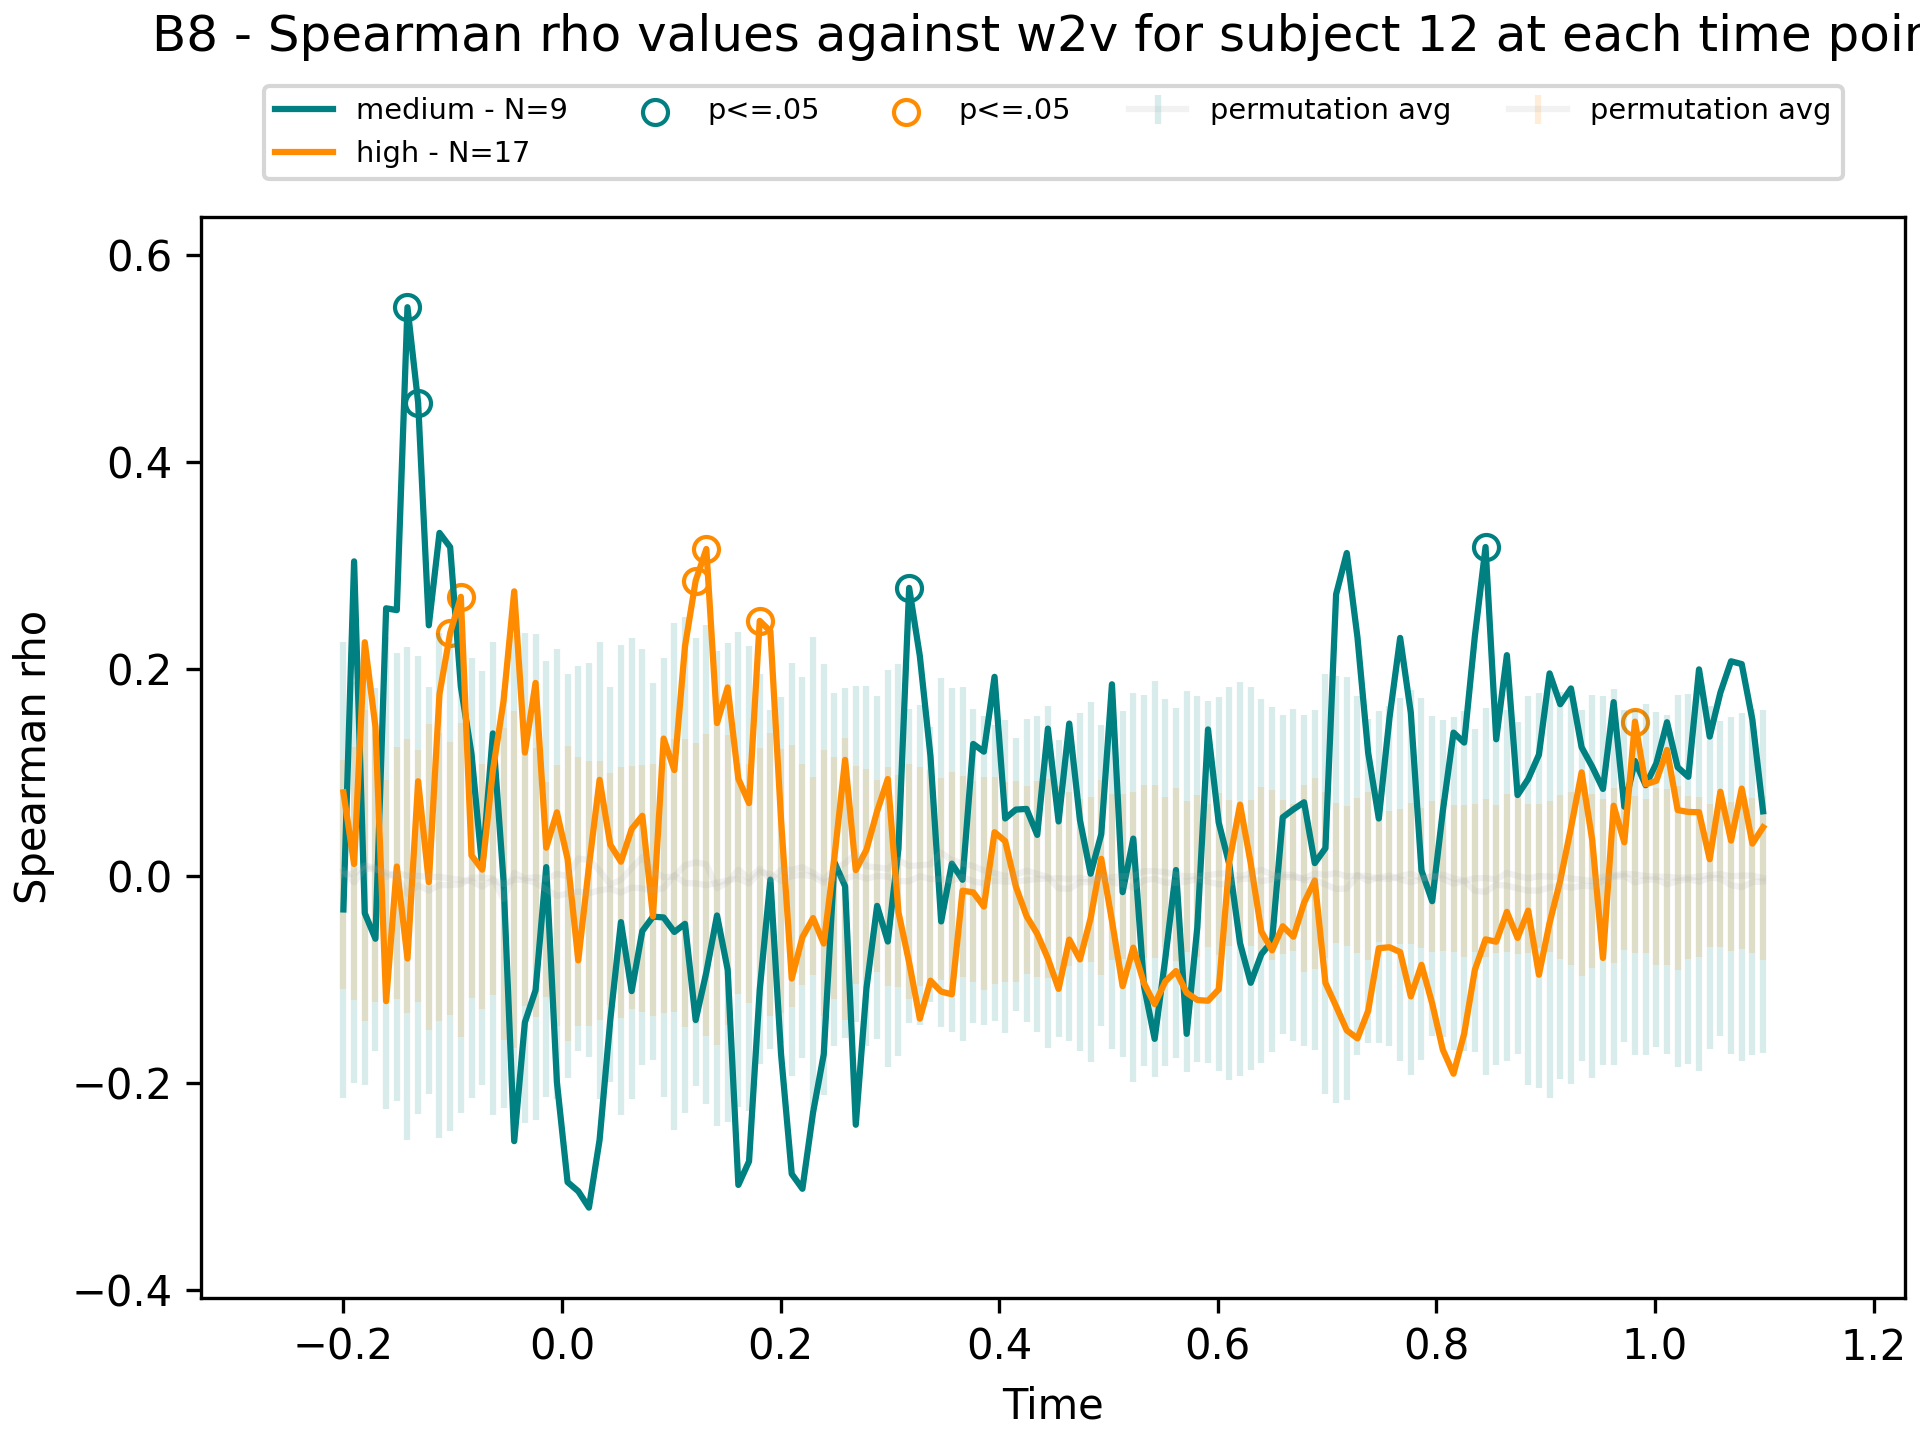 B8 - Spearman rho values against w2v for subject 12 at each time poin
medium - N=9
high - N=17
p<=.05
p<=.05
permutation avg
permutation avg
Spearman rho
0.6
0.4
0.2
0.0
−0.2
−0.4
−0.2 0.0 0.2 0.4 0.6 0.8 1.0 1.2
Time